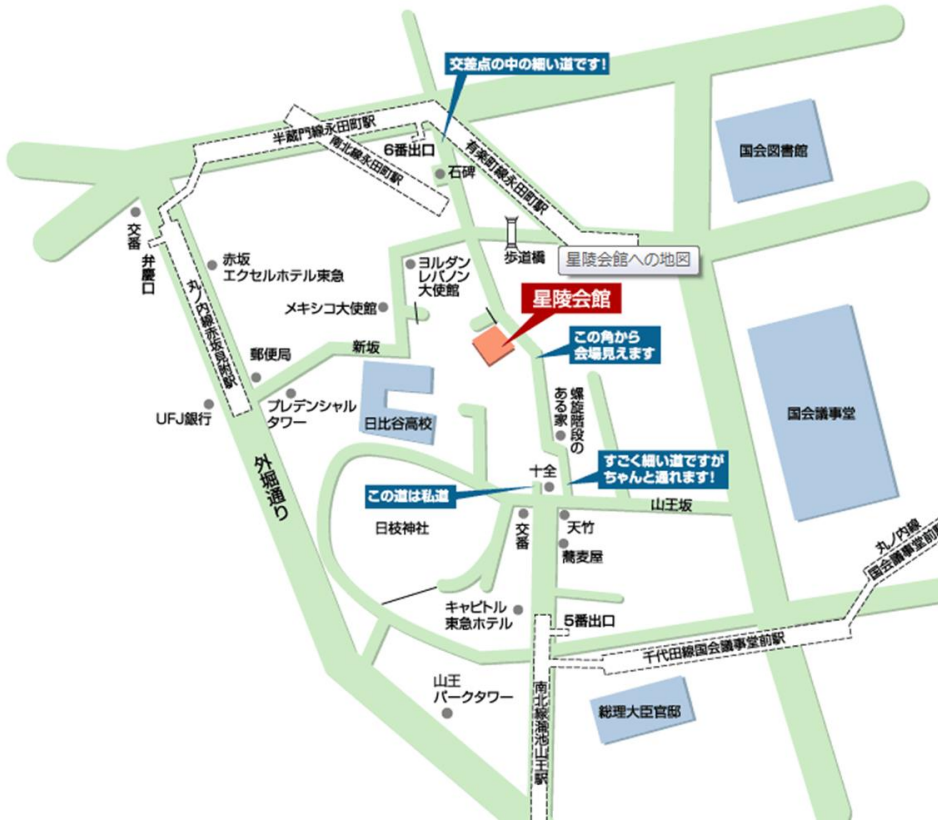 交差点の中の細い道です!
半蔵門線永田町駅
南北線永田町駅
6番出口
有楽町線永田町駅
石碑
国会図書館
交番
弁慶口
赤坂
エクセルホテル東急
ヨルダン
レバノン
大使館
歩道橋
星陵会館への地図
丸ノ内線赤坂見附駅
メキシコ大使館
星陵会館
この角から
会場見えます
新坂
郵便局
UFJ銀行
プレデンシャル
タワー
日比谷高校
螺旋階段の
ある家
国会議事堂
外堀通り
十全
すごく細い道ですが
ちゃんと通れます!
この道は私道
日枝神社
交番
天竹
山王坂
蕎麦屋
丸ノ内線
国会議事堂前駅
キャピトル
東急ホテル
5番出口
千代田線国会議事堂前駅
山王
パークタワー
南北線溜池山王駅
総理大臣官邸